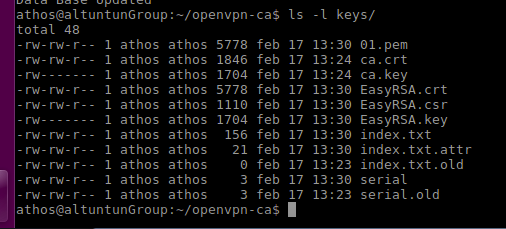 Data Base Updated
athos@altuntunGroup:~/openvpn-ca$ ls -l keys/
total 48
-rw-rw-r-- 1 athos athos 5778 feb 17 13:30 01.pem
-rw-rw-r-- 1 athos athos 1846 feb 17 13:24 ca.crt
-rw------- 1 athos athos 1704 feb 17 13:24 ca.key
-rw-rw-r-- 1 athos athos 5778 feb 17 13:30 EasyRSA.crt
-rw-rw-r-- 1 athos athos 1110 feb 17 13:30 EasyRSA.csr
-rw------- 1 athos athos 1704 feb 17 13:30 EasyRSA.key
-rw-rw-r-- 1 athos athos  156 feb 17 13:30 index.txt
-rw-rw-r-- 1 athos athos   21 feb 17 13:30 index.txt.attr
-rw-rw-r-- 1 athos athos    0 feb 17 13:23 index.txt.old
-rw-rw-r-- 1 athos athos    3 feb 17 13:30 serial
-rw-rw-r-- 1 athos athos    3 feb 17 13:23 serial.old
athos@altuntunGroup:~/openvpn-ca$